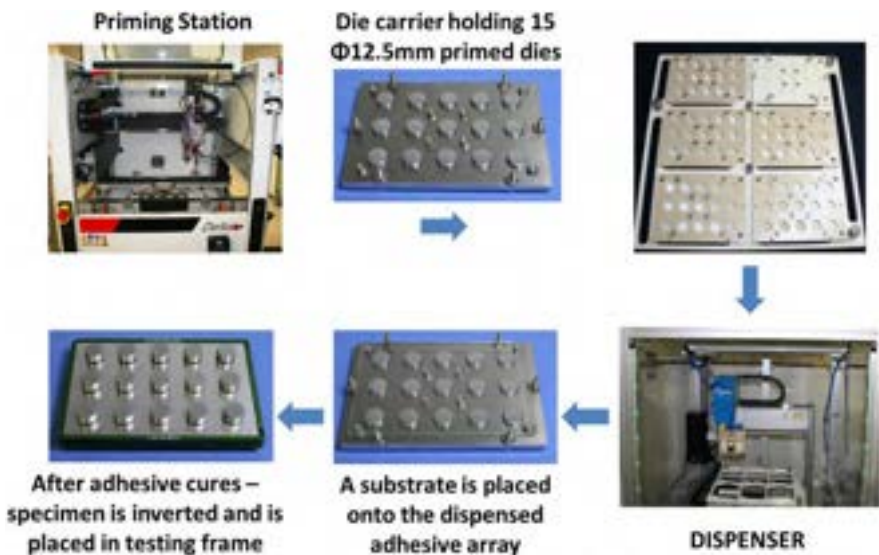 Priming Station
Die carrier holding 15
Φ12.5mm primed dies
DISPENSER
A substrate is placed
onto the dispensed
adhesive array
After adhesive cures –
specimen is inverted and is
placed in testing frame